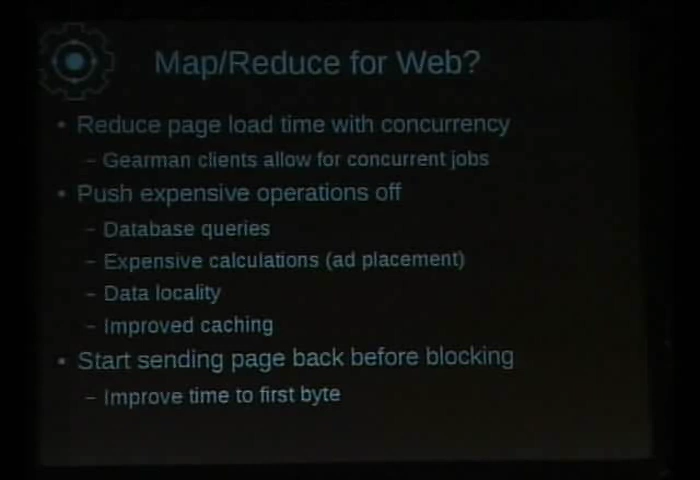 Map/Reduce for Web?
• Reduce page load time with concurrency
– Gearman clients allow for concurrent jobs
• Push expensive operations off
– Database queries
– Expensive calculations (ad placement)
– Data locality
– Improved caching
• Start sending page back before blocking
– Improve time to first byte